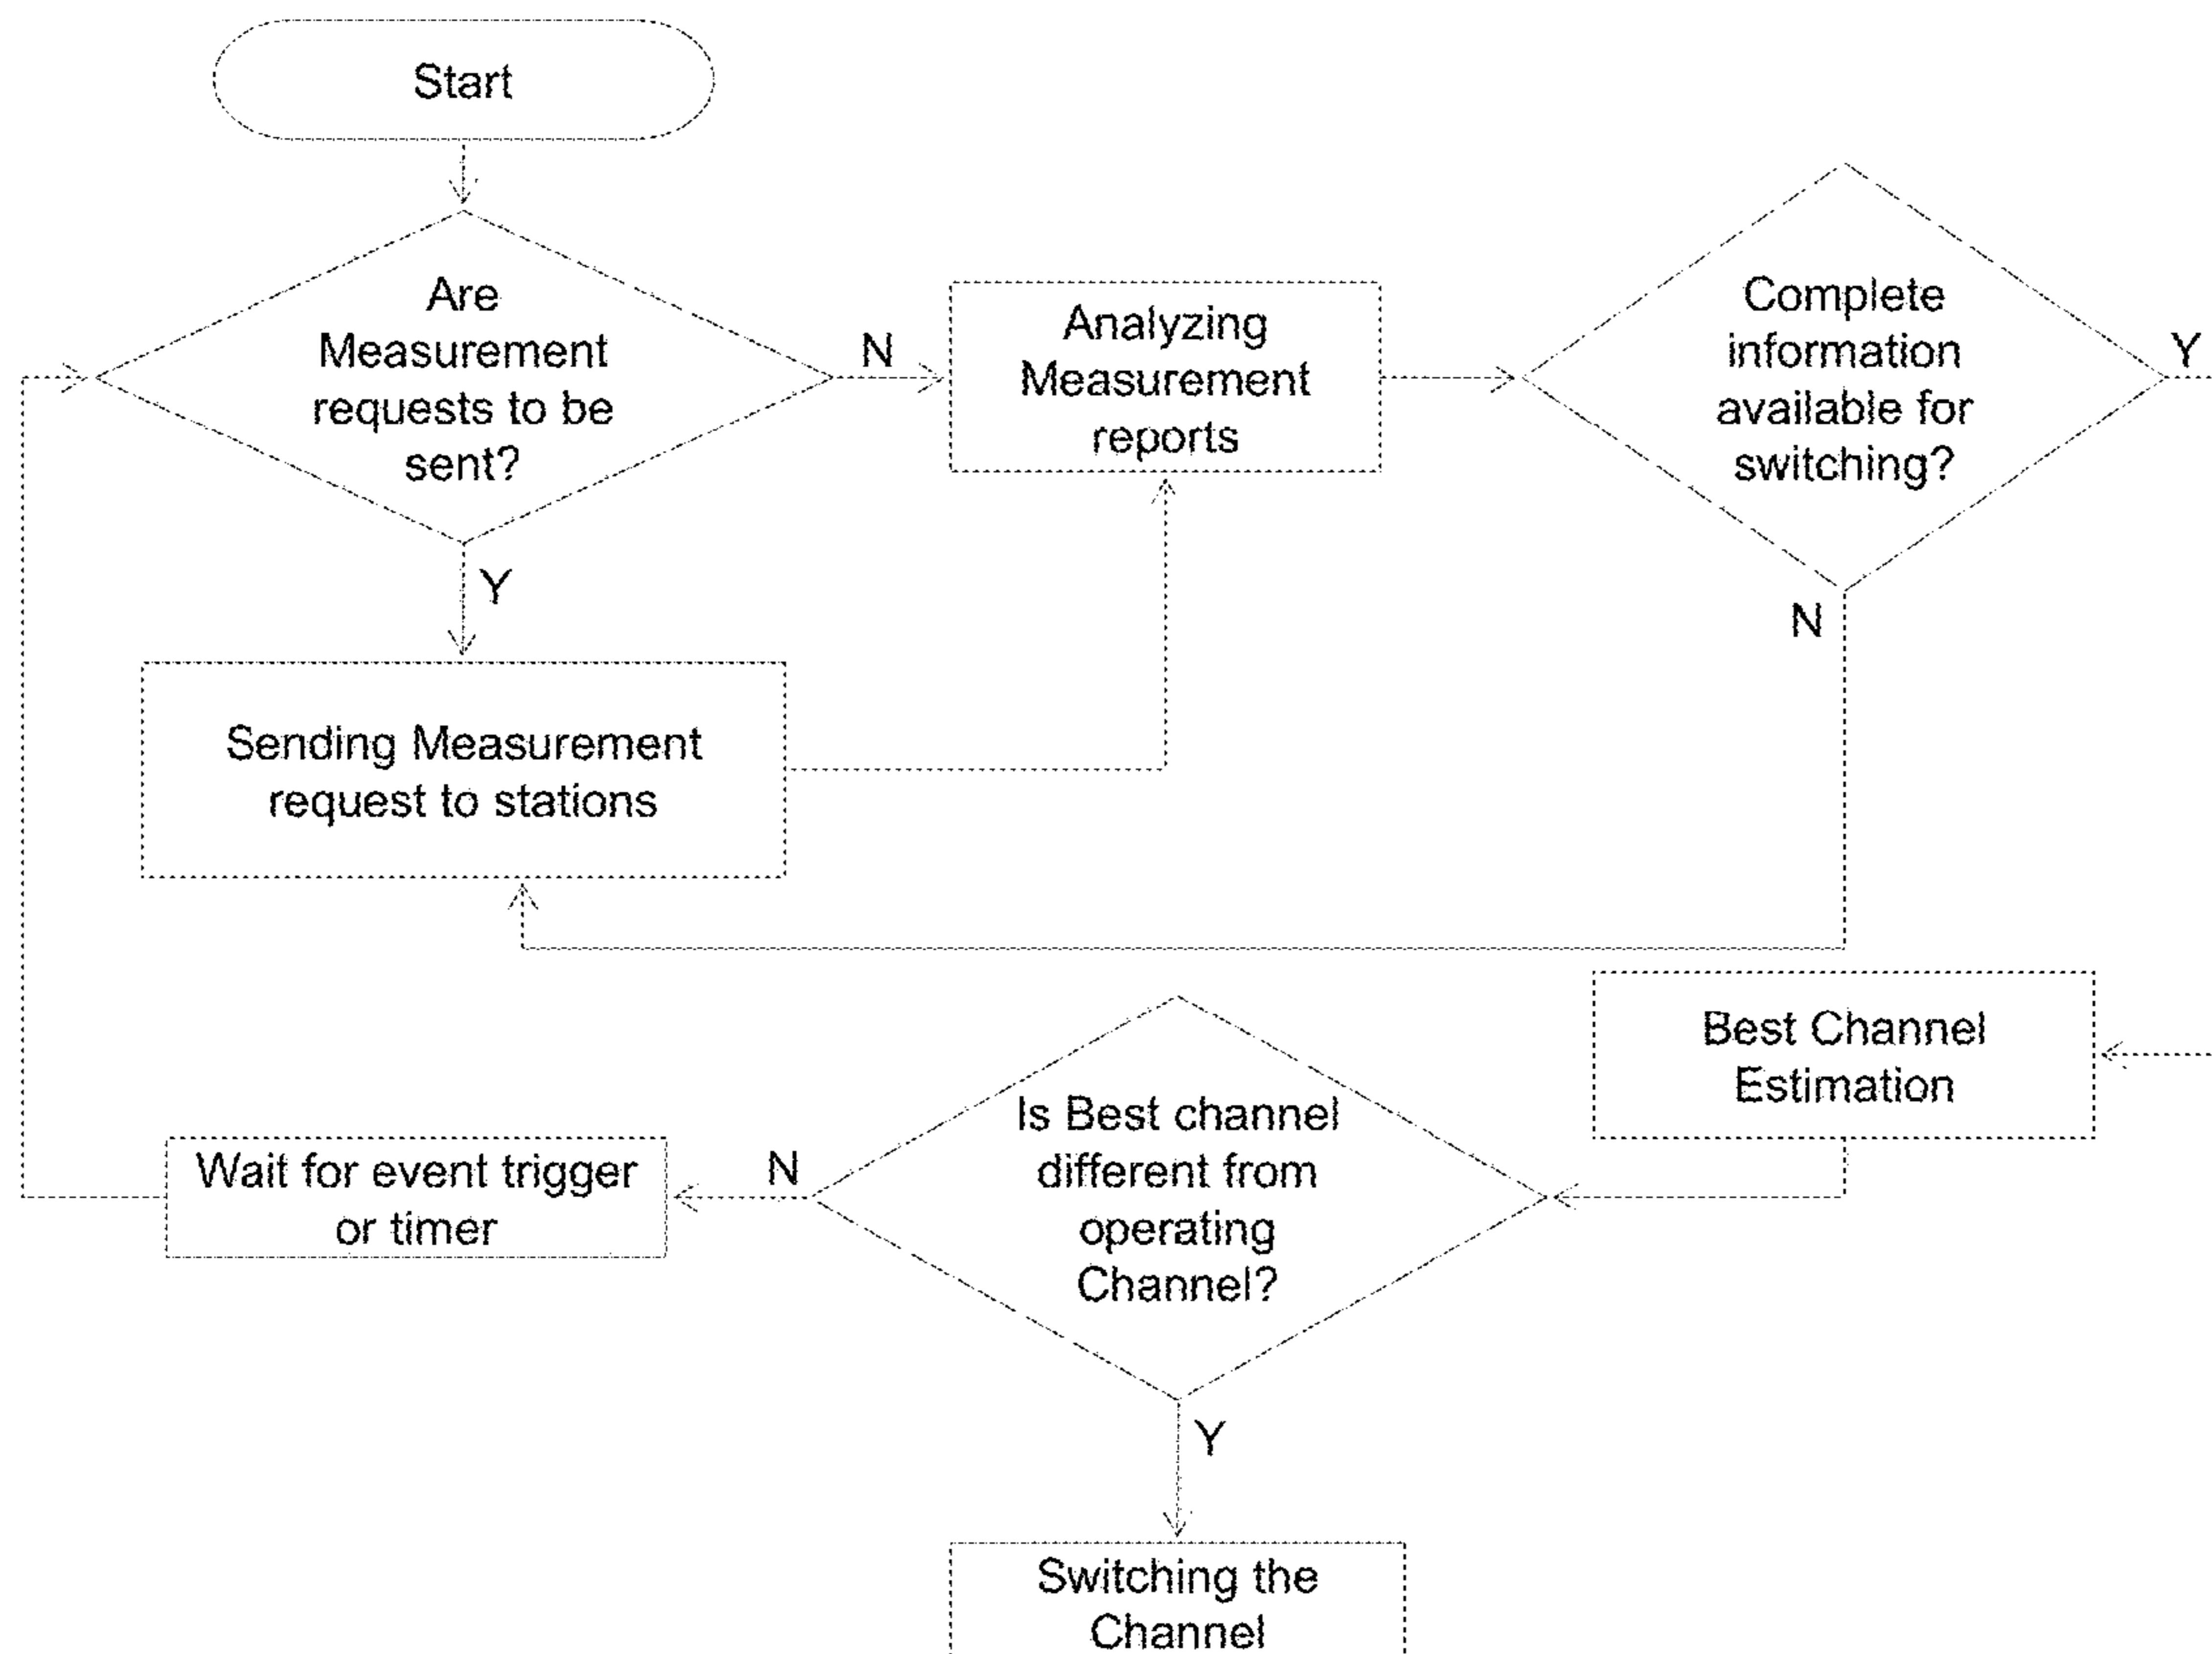 Start
Are
Measurement
requests to be
sent?
N
Analyzing
Measurement
reports
Complete
information
available for
switching?
Y
Y
N
Sending Measurement
request to stations
Best Channel
Estimation
Is Best channel
different from
operating
Channel?
N
Wait for event trigger
or timer
Y
Switching the
Channel